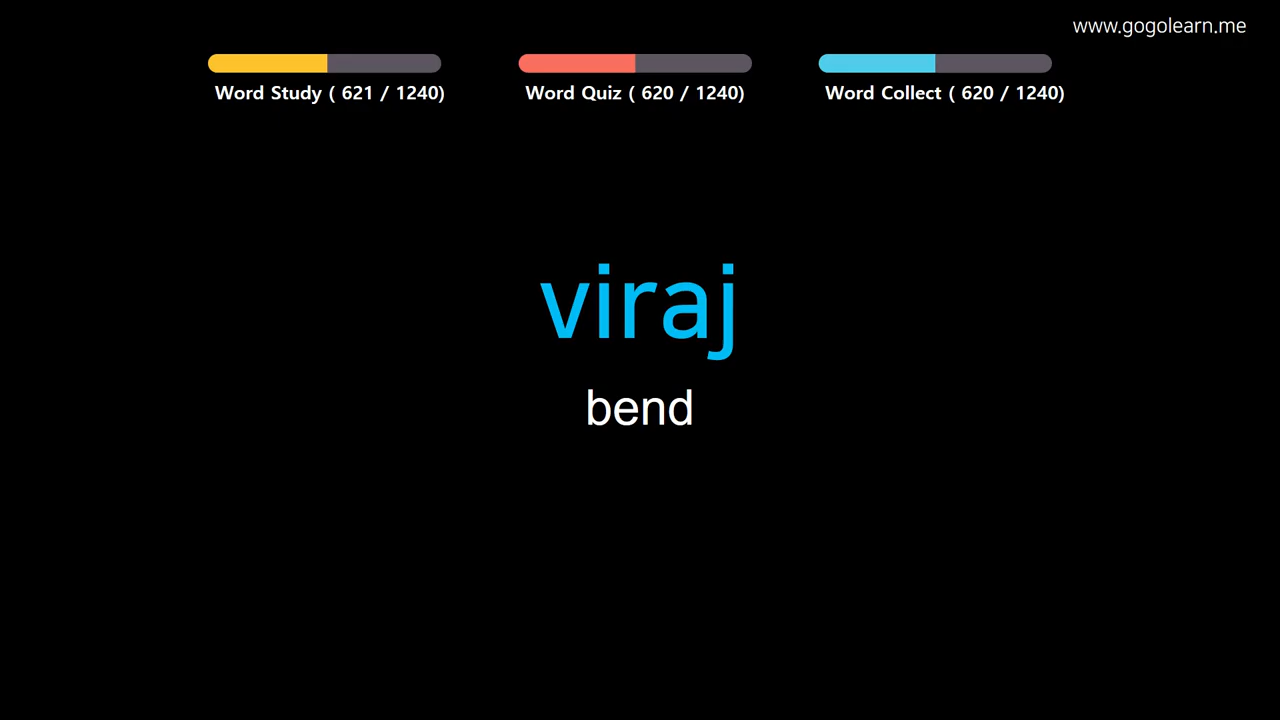 www.gogolearn.me
Word Study ( 621 / 1240)
Word Quiz ( 620 / 1240)
Word Collect ( 620 / 1240)
viraj
bend